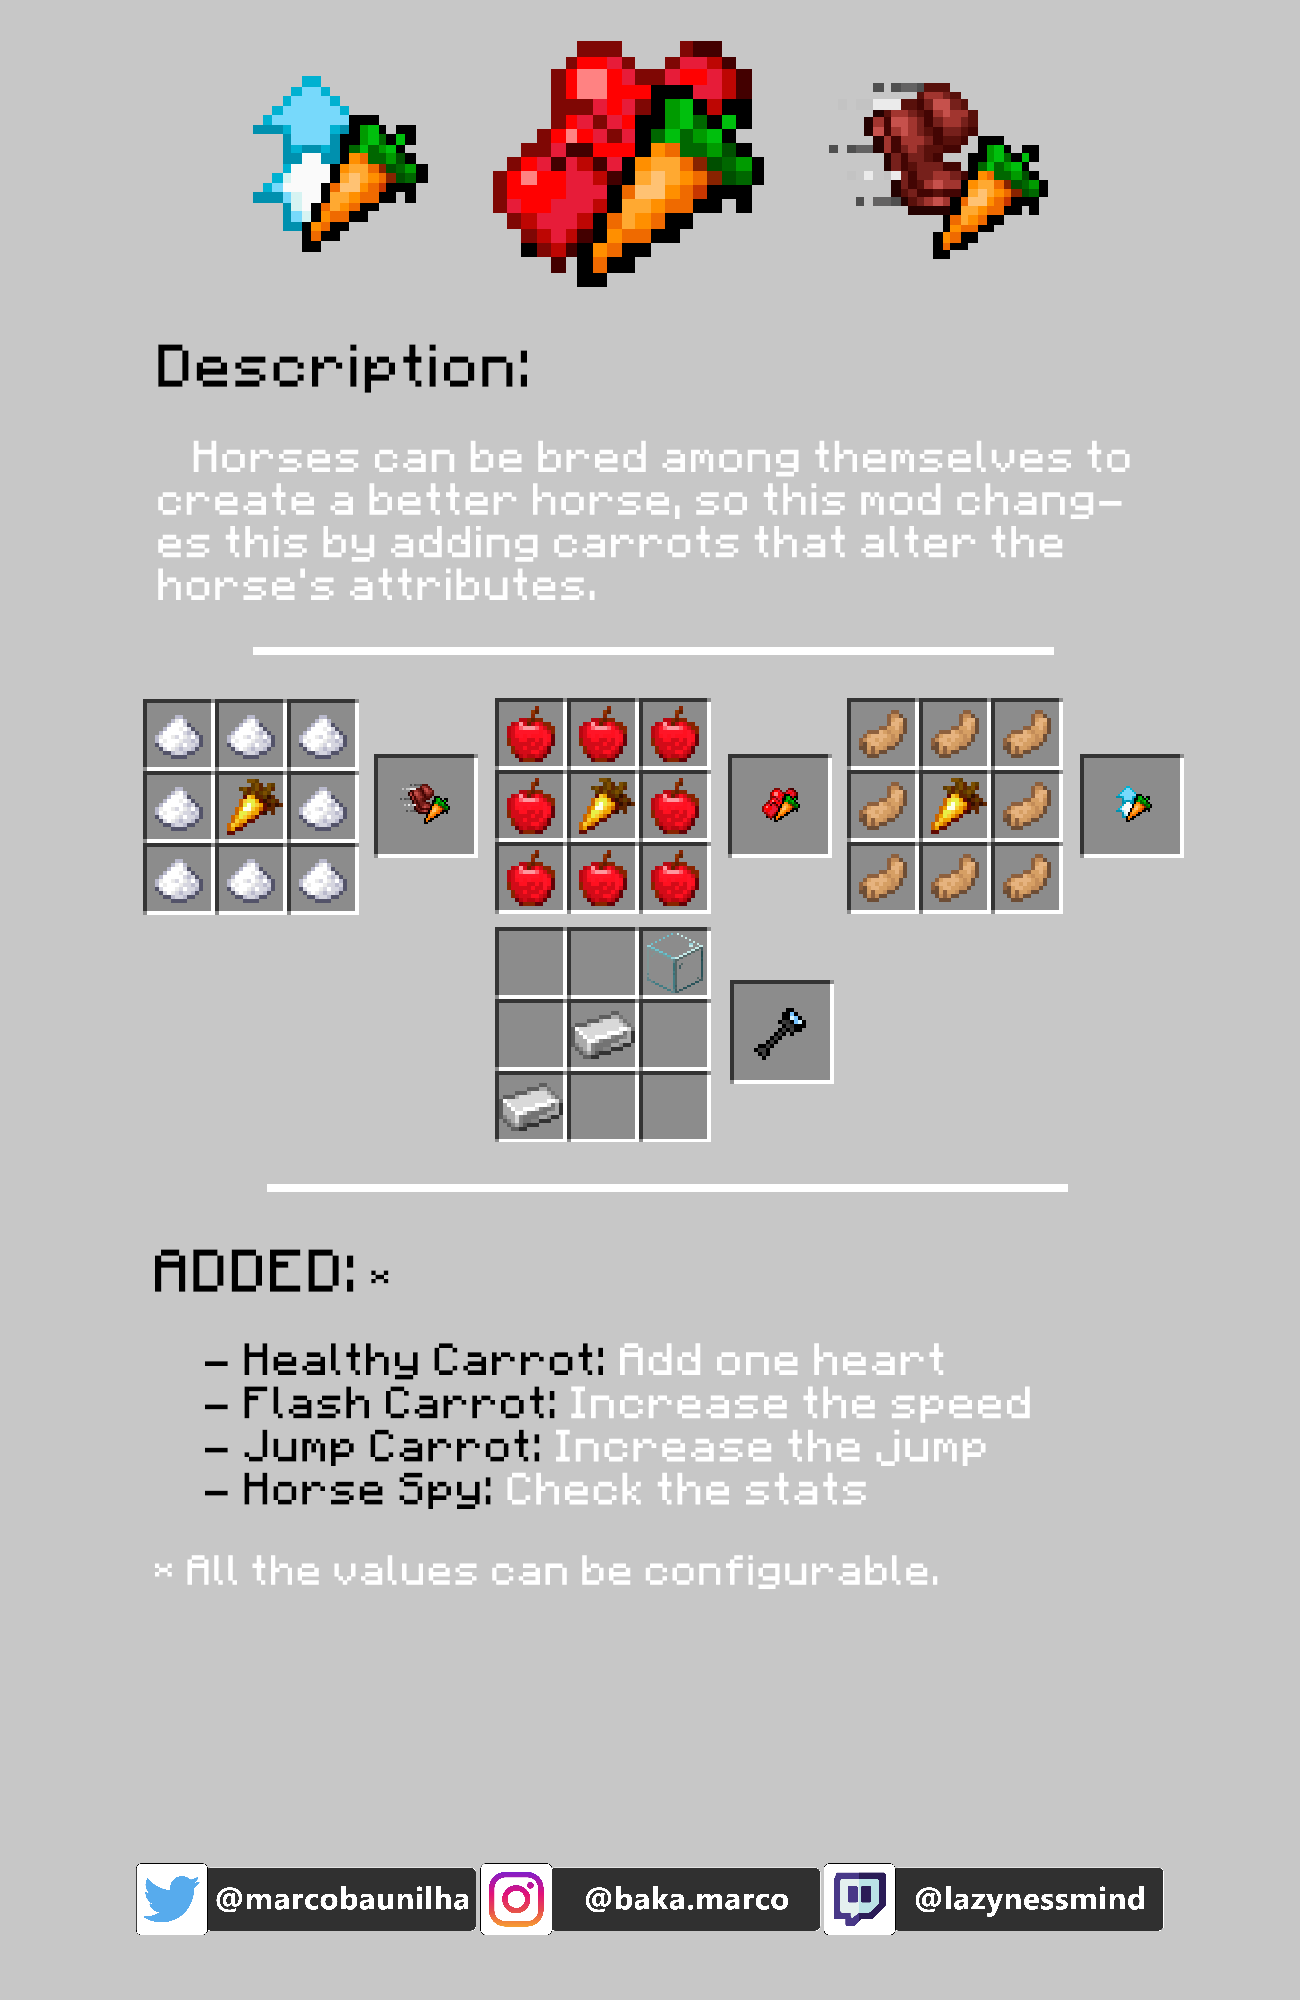 Description:
Horses can be bred among themselves to
create a better horse, so this mod chang-
es this by adding carrots that alter the
horse's attributes.
ADDED: *
- Healthy Carrot: Add one heart
- Flash Carrot: Increase the speed
- Jump Carrot: Increase the jump
- Horse Spy: Check the stats
* All the values can be configurable.
@marcobaunilha @baka.marco @lazynessmind